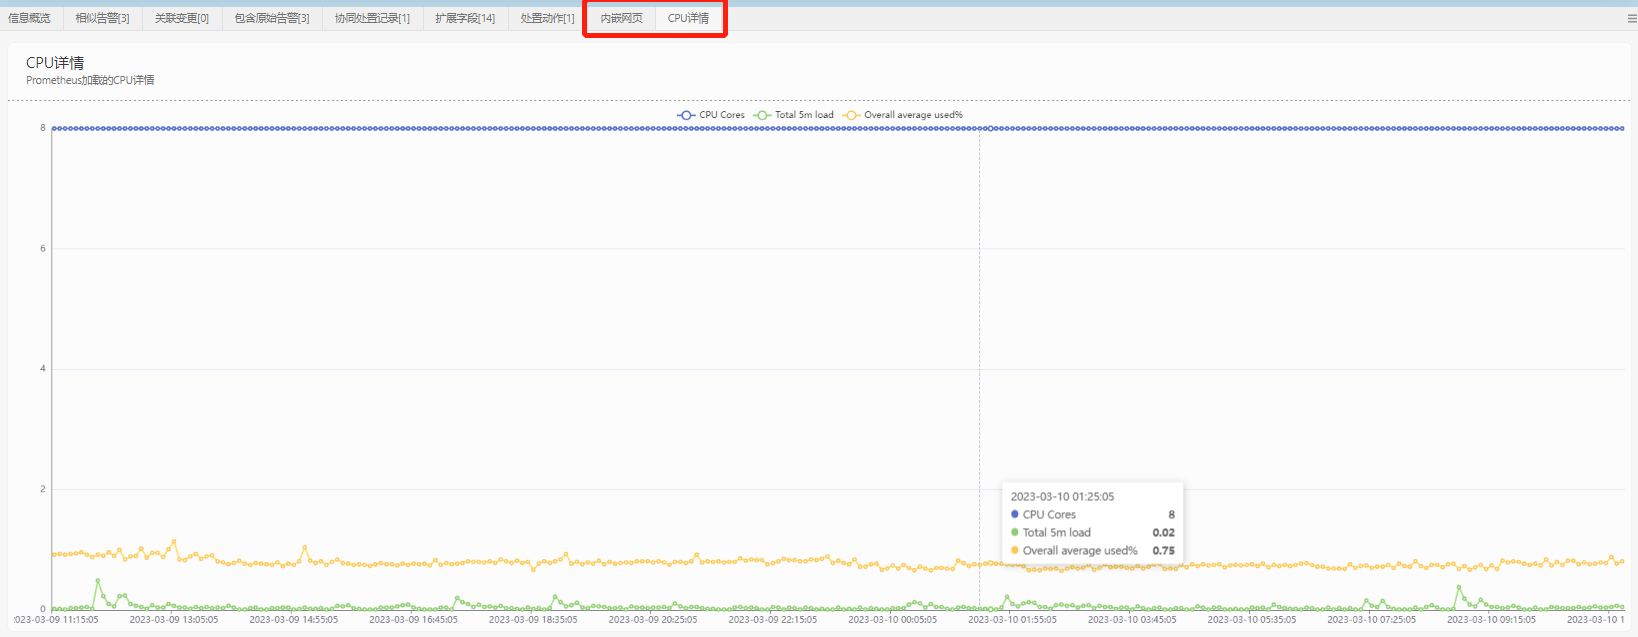 信息概览 相似告警[3] 关联变更[0] 包含原始告警[3] 协同处置记录[1] 扩展字段[14] 处置动作[1] 内嵌网页 CPU详情
CPU详情
Prometheus加载的CPU详情
CPU Cores Total 5m load Overall average used%
8
6
4
2
0
2023-03-10 01:25:05
CPU Cores 8
Total 5m load 0.02
Overall average used% 0.75
023-03-09 11:15:05 2023-03-09 13:05:05 2023-03-09 14:55:05 2023-03-09 16:45:05 2023-03-09 18:35:05 2023-03-09 20:25:05 2023-03-09 22:15:05 2023-03-10 00:05:05 2023-03-10 01:55:05 2023-03-10 03:45:05 2023-03-10 05:35:05 2023-03-10 07:25:05 2023-03-10 09:15:05 2023-03-10 1